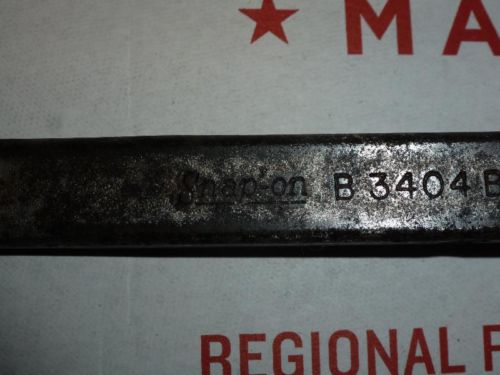 ★ MA
Snap-on B 3404 B
REGIONAL F